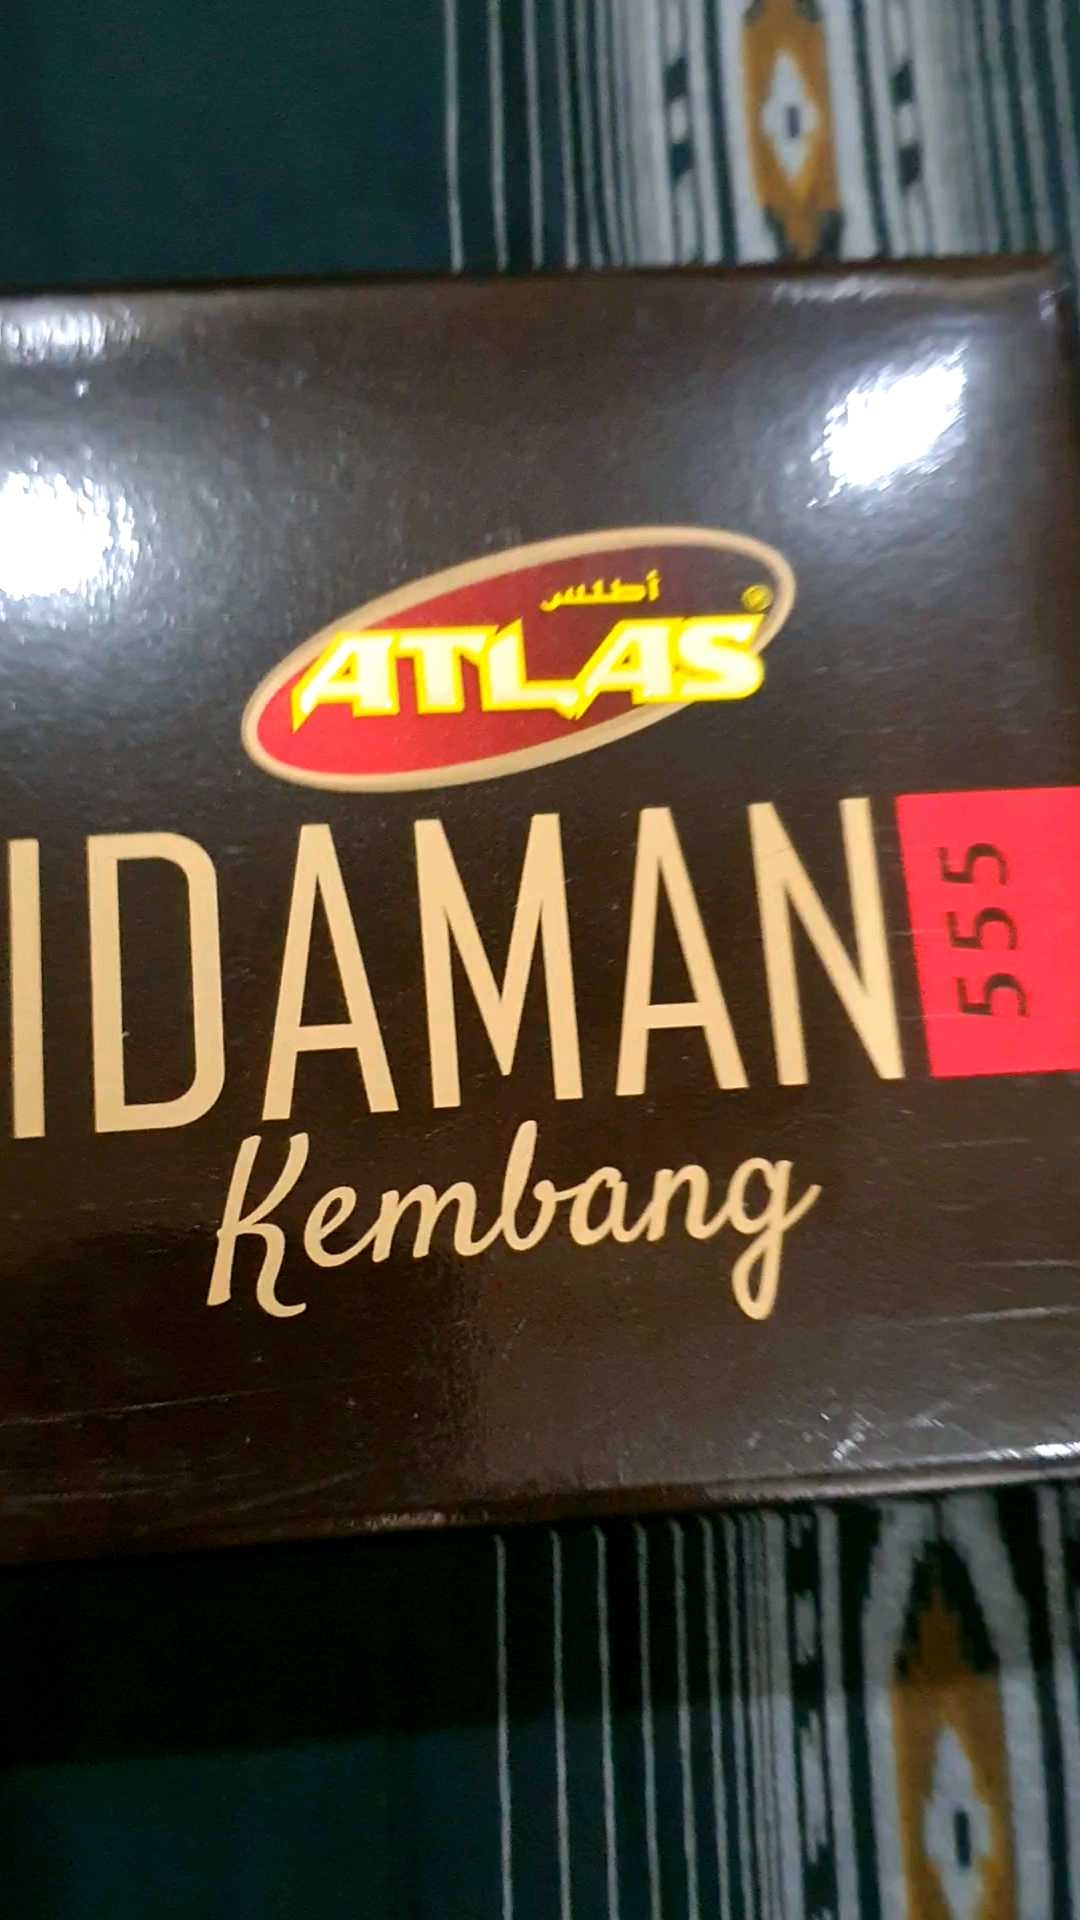 أطلس
ATLAS®
IDAMAN
555
Kembang